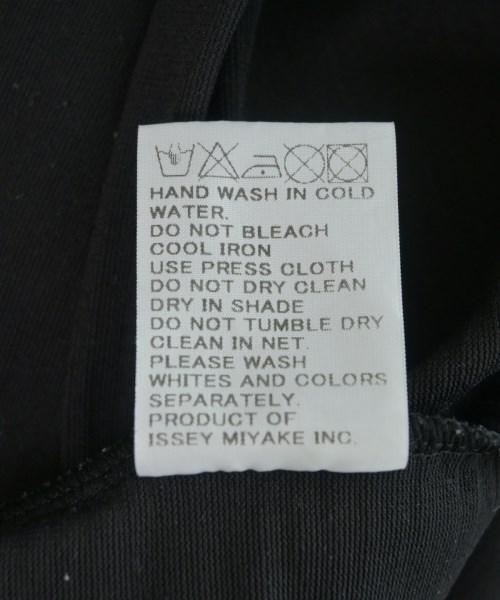 HAND WASH IN COLD
WATER.
DO NOT BLEACH
COOL IRON
USE PRESS CLOTH
DO NOT DRY CLEAN
DRY IN SHADE
DO NOT TUMBLE DRY
CLEAN IN NET.
PLEASE WASH
WHITES AND COLORS
SEPARATELY.
PRODUCT OF
ISSEY MIYAKE INC.